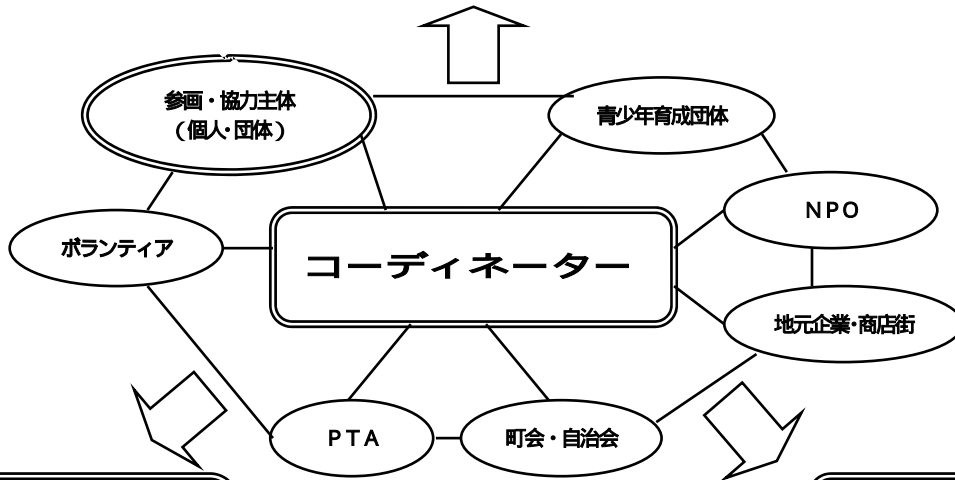 参画・協力主体
（個人・団体）
青少年育成団体
NPO
ボランティア
コーディネーター
地元企業・商店街
PTA
町会・自治会